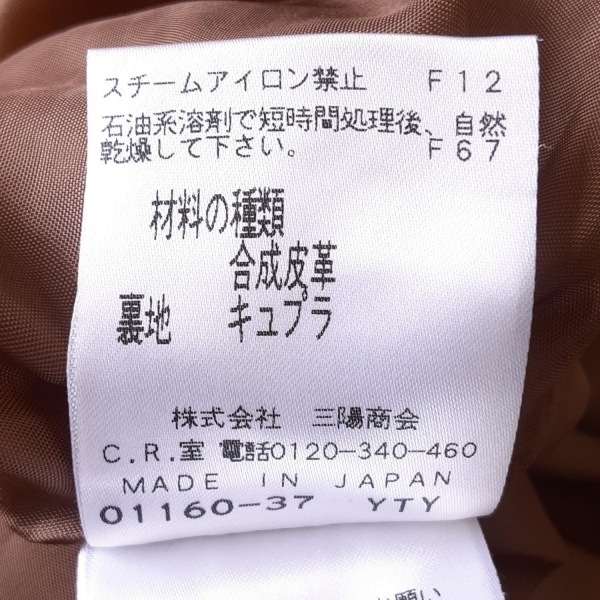 スチームアイロン禁止 F12
石油系溶剤で短時間処理後、自然
乾燥して下さい。 F67
材料の種類
合成皮革
裏地 キュプラ
株式会社 三陽商会
C.R.室 電話0120-340-460
MADE IN JAPAN
01160-37 YTY
お願い